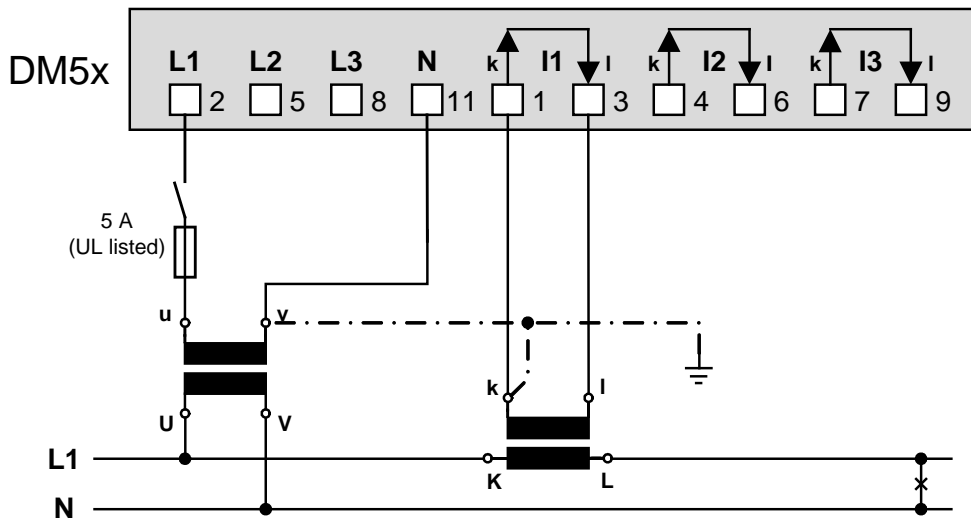 DM5x
L1 L2 L3 N k I1 l k I2 l k I3 l
2 5 8 11 1 3 4 6 7 9
5 A
(UL listed)
u v
k l
U V
L1
K L
N